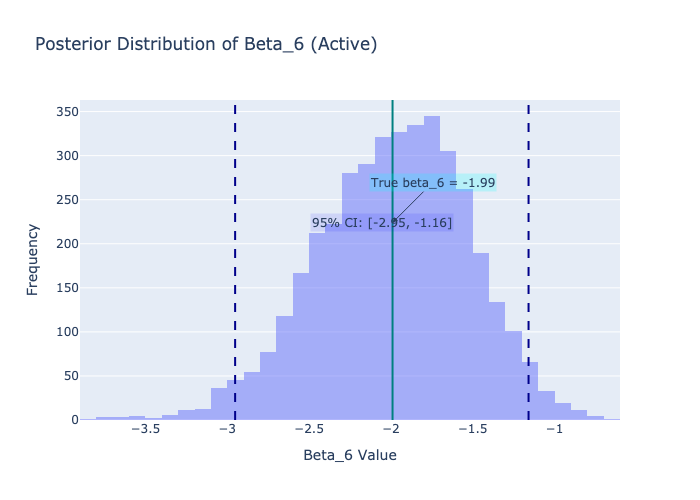 Posterior Distribution of Beta_6 (Active)
350
300
250
200
150
100
50
0
Frequency
True beta_6 = -1.99
95% CI: [-2.95, -1.16]
−3.5
−3
−2.5
−2
−1.5
−1
Beta_6 Value